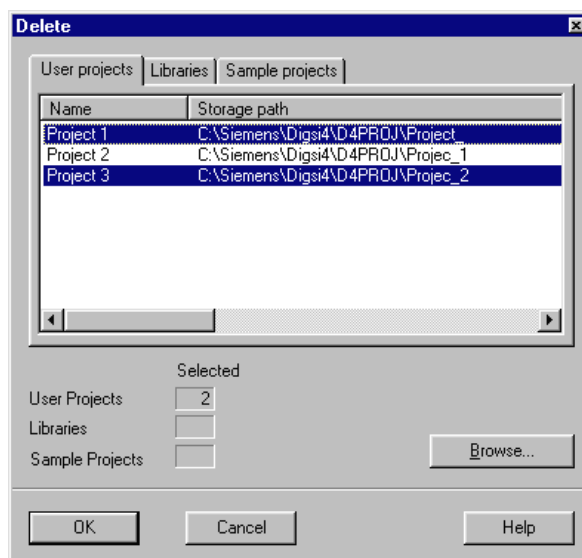 Delete
User projects Libraries Sample projects
Name Storage path
Project 1 C:\Siemens\Digsi4\D4PROJ\Project_
Project 2 C:\Siemens\Digsi4\D4PROJ\Projec_1
Project 3 C:\Siemens\Digsi4\D4PROJ\Projec_2
Selected
User Projects 2
Libraries
Sample Projects
Browse...
OK Cancel Help